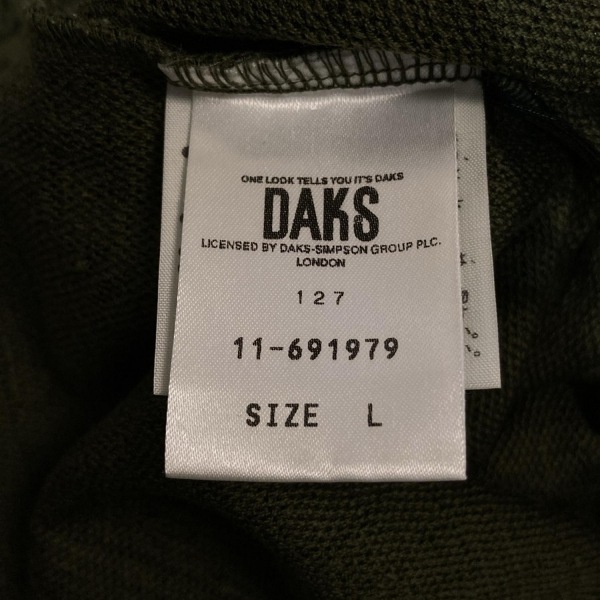 ONE LOOK TELLS YOU IT'S DAKS
DAKS
LICENSED BY DAKS-SIMPSON GROUP PLC.
LONDON
127
11-691979
SIZE L